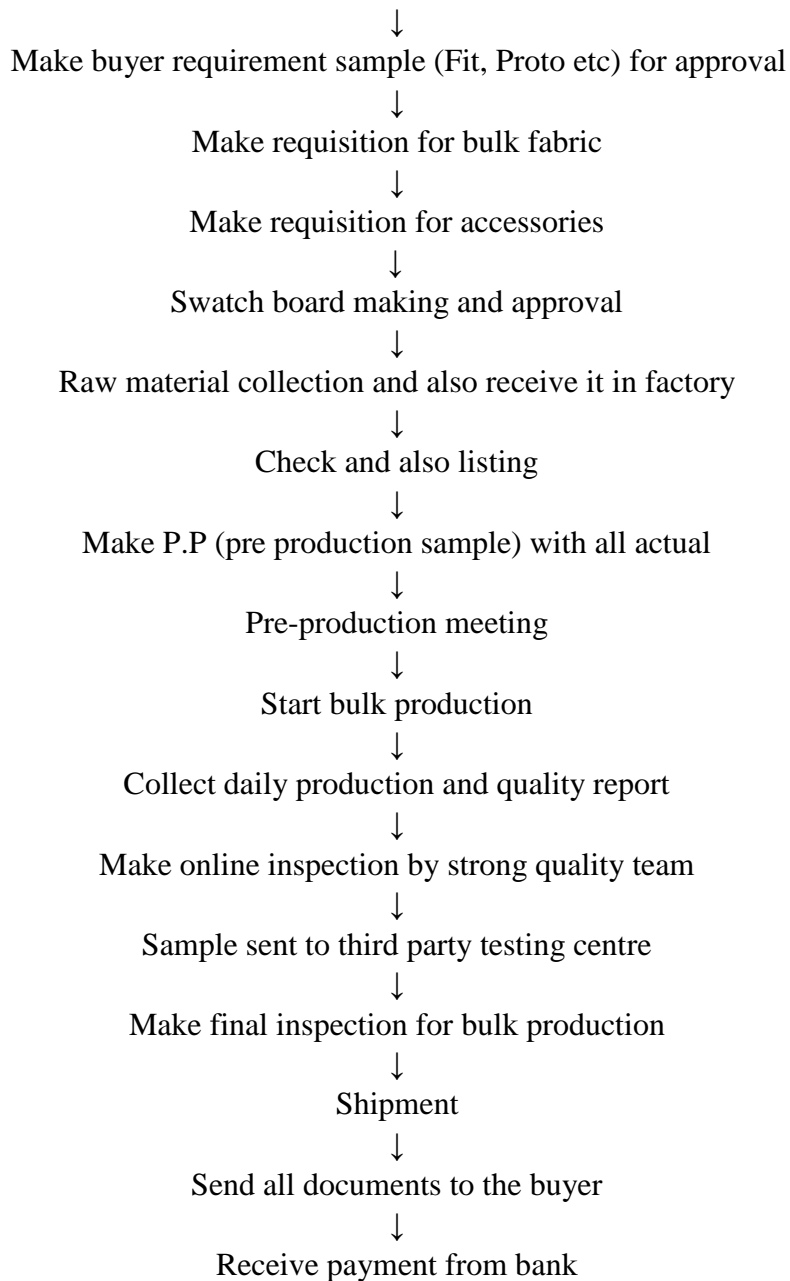 ↓
Make buyer requirement sample (Fit, Proto etc) for approval
↓
Make requisition for bulk fabric
↓
Make requisition for accessories
↓
Swatch board making and approval
↓
Raw material collection and also receive it in factory
↓
Check and also listing
↓
Make P.P (pre production sample) with all actual
↓
Pre-production meeting
↓
Start bulk production
↓
Collect daily production and quality report
↓
Make online inspection by strong quality team
↓
Sample sent to third party testing centre
↓
Make final inspection for bulk production
↓
Shipment
↓
Send all documents to the buyer
↓
Receive payment from bank